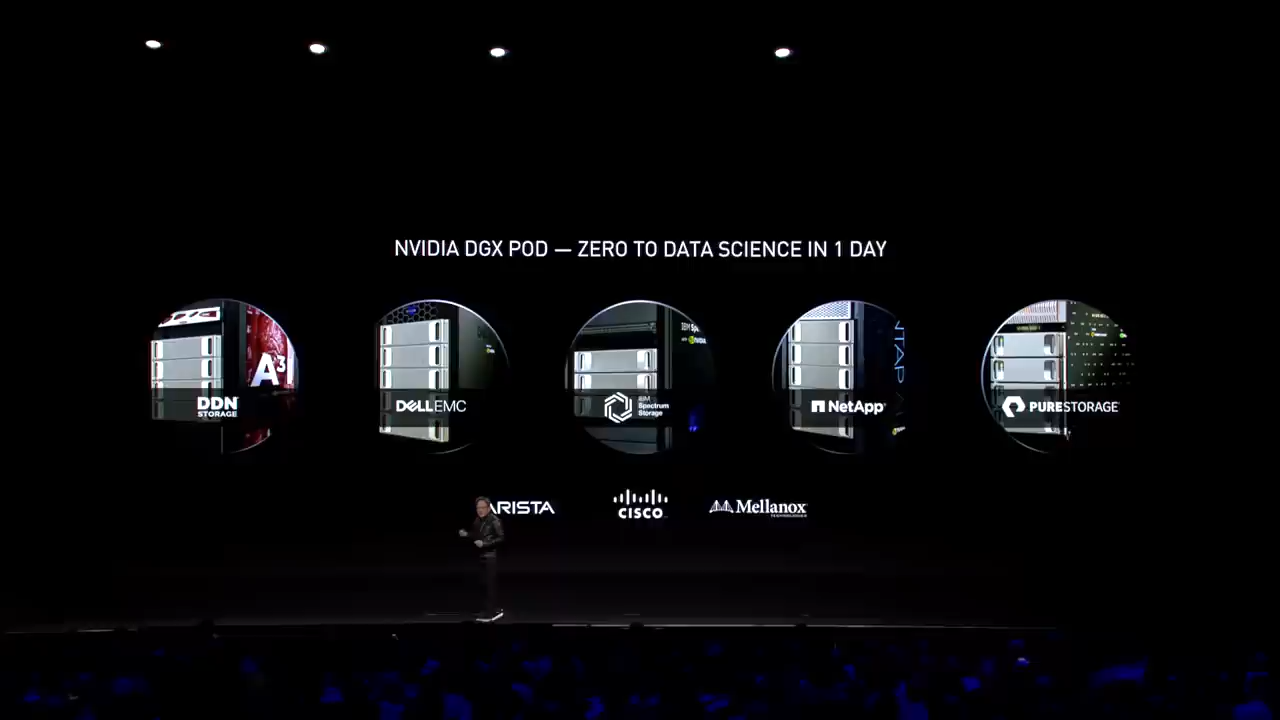 NVIDIA DGX POD — ZERO TO DATA SCIENCE IN 1 DAY
A³
DDN
STORAGE
DELLEMC
IBM
Spectrum
Storage
NetApp
PURESTORAGE
ARISTA
CISCO
Mellanox